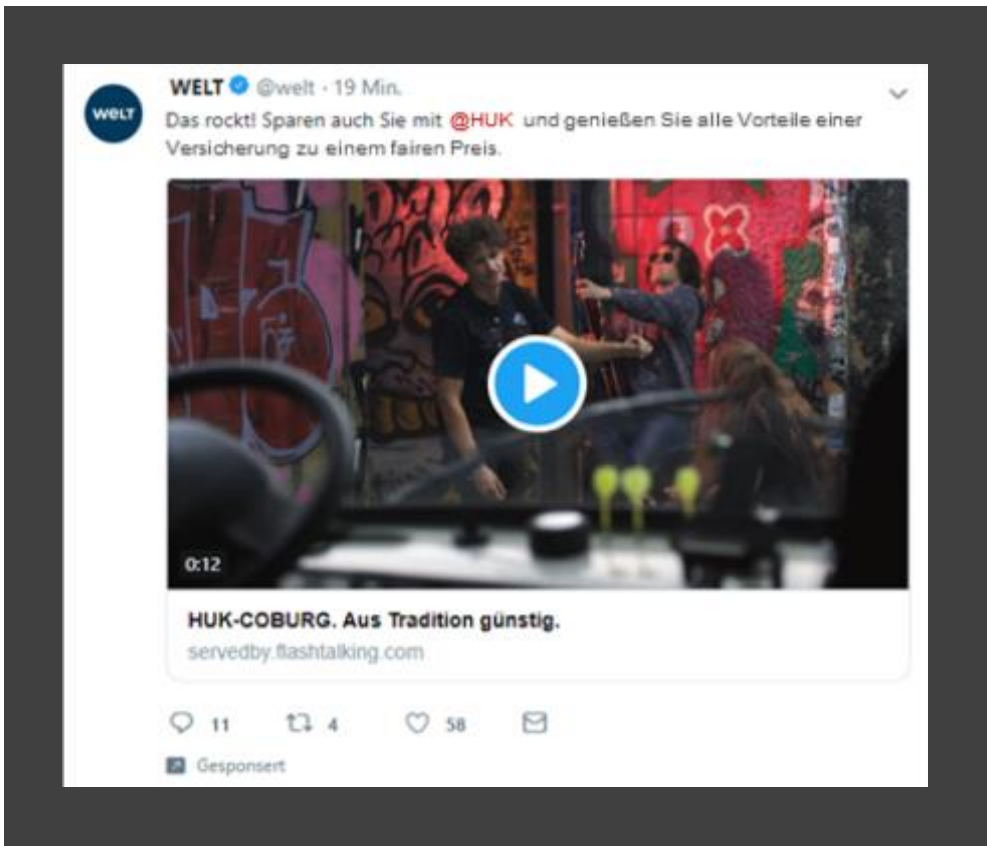 WELT @welt · 19 Min.
WELT
Das rockt! Sparen auch Sie mit @HUK und genießen Sie alle Vorteile einer
Versicherung zu einem fairen Preis.
0:12
HUK-COBURG. Aus Tradition günstig.
servedby.flashtalking.com
11 4 58
Gesponsert